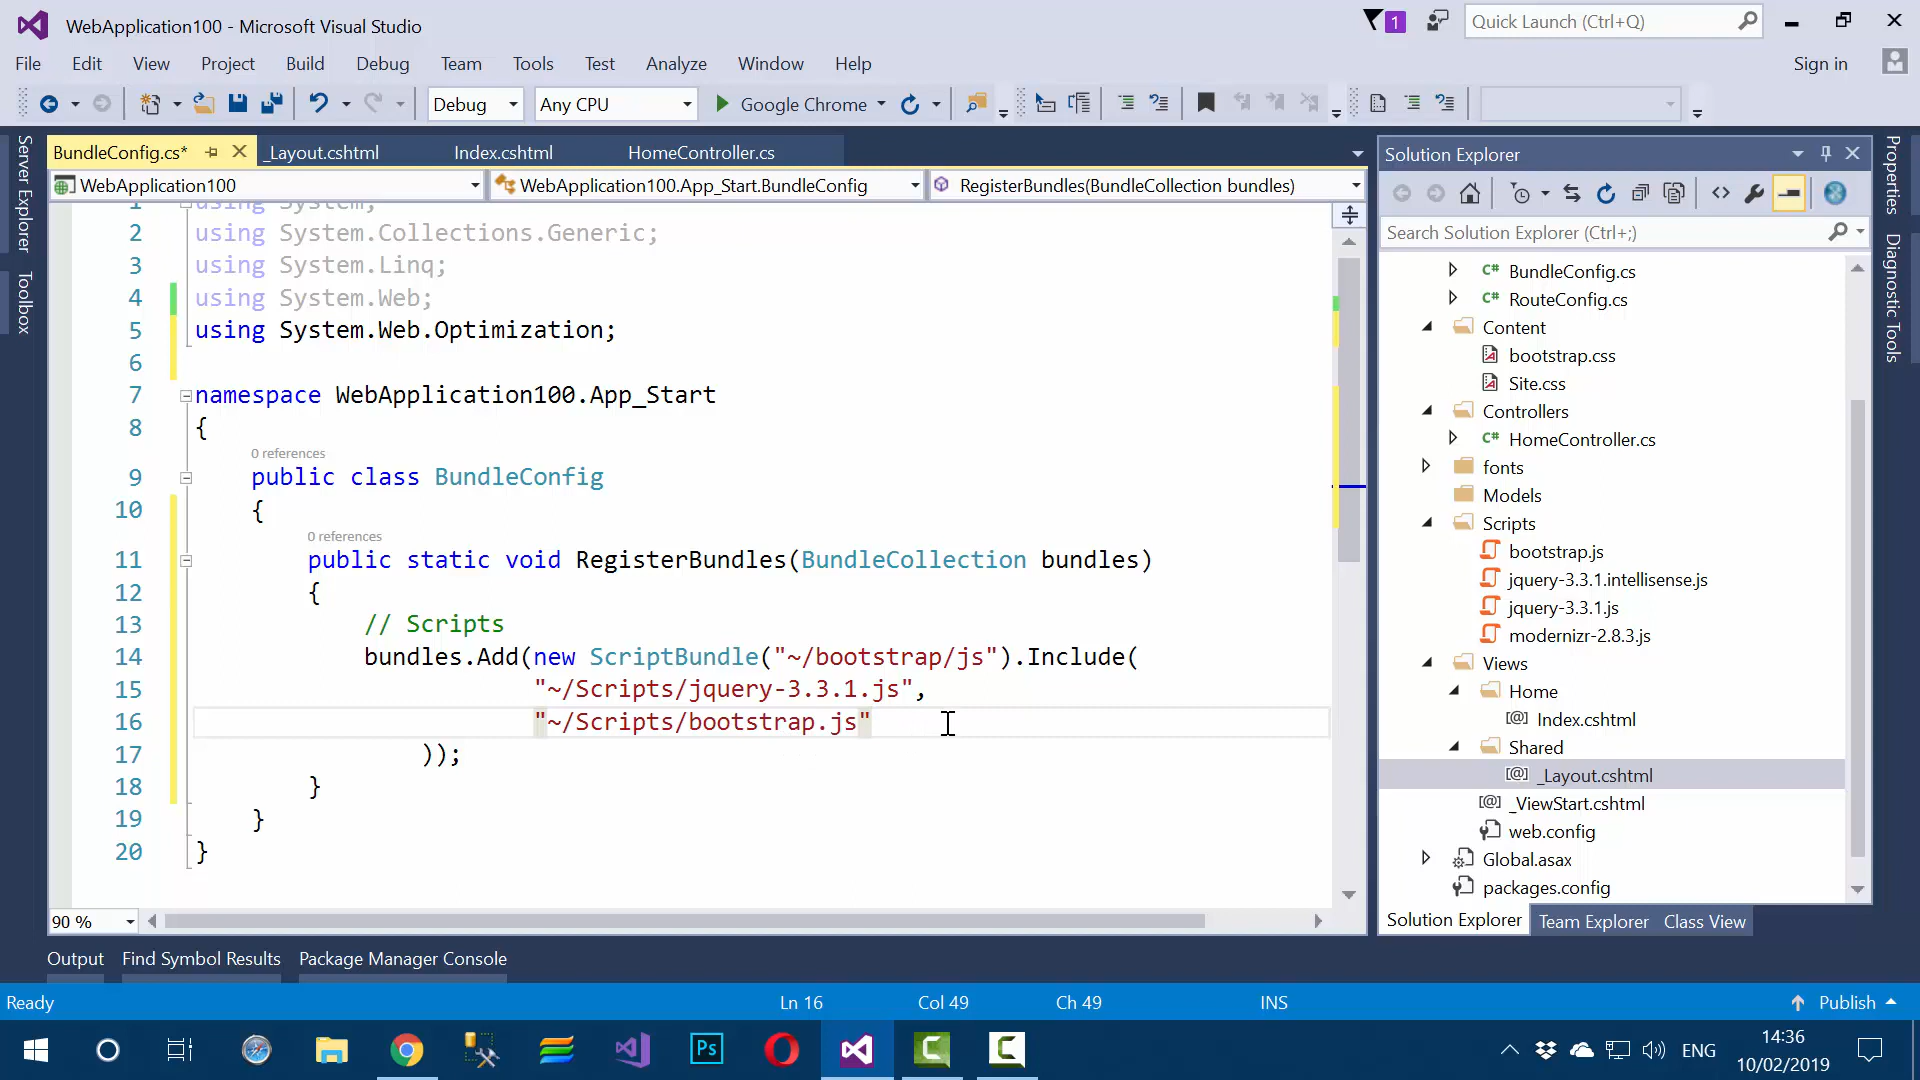 WebApplication100 - Microsoft Visual Studio
1
Quick Launch (Ctrl+Q)
File Edit View Project Build Debug Team Tools Test Analyze Window Help
Sign in
Debug
Any CPU
Google Chrome
BundleConfig.cs*
_Layout.cshtml
Index.cshtml
HomeController.cs
WebApplication100
WebApplication100.App_Start.BundleConfig
RegisterBundles(BundleCollection bundles)
Server Explorer
Toolbox
1 using System;
2 using System.Collections.Generic;
3 using System.Linq;
4 using System.Web;
5 using System.Web.Optimization;
6
7 namespace WebApplication100.App_Start
8 {
0 references
9 public class BundleConfig
10 {
0 references
11 public static void RegisterBundles(BundleCollection bundles)
12 {
13 // Scripts
14 bundles.Add(new ScriptBundle("~/bootstrap/js").Include(
15 "~/Scripts/jquery-3.3.1.js",
16 "~/Scripts/bootstrap.js"
17 ));
18 }
19 }
20 }
90 %
Solution Explorer
Search Solution Explorer (Ctrl+;)
C# BundleConfig.cs
C# RouteConfig.cs
Content
bootstrap.css
Site.css
Controllers
C# HomeController.cs
fonts
Models
Scripts
bootstrap.js
jquery-3.3.1.intellisense.js
jquery-3.3.1.js
modernizr-2.8.3.js
Views
Home
[@] Index.cshtml
Shared
[@] _Layout.cshtml
[@] _ViewStart.cshtml
web.config
Global.asax
packages.config
Solution Explorer Team Explorer Class View
Properties
Diagnostic Tools
Output Find Symbol Results Package Manager Console
Ready
Ln 16
Col 49
Ch 49
INS
Publish
Ps
ENG
14:36
10/02/2019